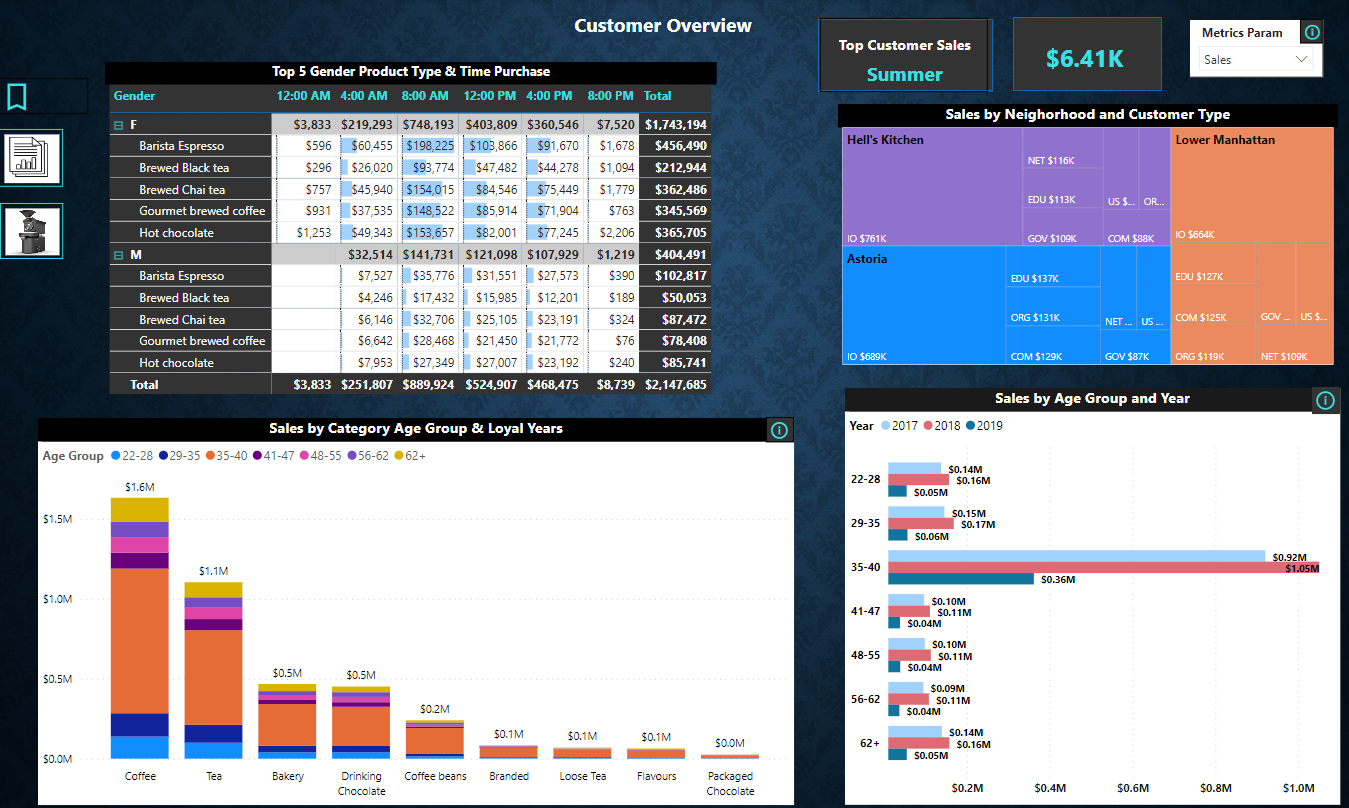 Customer Overview
Top Customer Sales
Summer
$6.41K
Metrics Param
Sales
Top 5 Gender Product Type & Time Purchase
Gender 12:00 AM 4:00 AM 8:00 AM 12:00 PM 4:00 PM 8:00 PM Total
F $3,833 $219,293 $748,193 $403,809 $360,546 $7,520 $1,743,194
Barista Espresso $596 $60,455 $198,225 $103,866 $91,670 $1,678 $456,490
Brewed Black tea $296 $26,020 $93,774 $47,482 $44,278 $1,094 $212,944
Brewed Chai tea $757 $45,940 $154,015 $84,546 $75,449 $1,779 $362,486
Gourmet brewed coffee $931 $37,535 $148,522 $85,914 $71,904 $763 $345,569
Hot chocolate $1,253 $49,343 $153,657 $82,001 $77,245 $2,206 $365,705
M $32,514 $141,731 $121,098 $107,929 $1,219 $404,491
Barista Espresso $7,527 $35,776 $31,551 $27,573 $390 $102,817
Brewed Black tea $4,246 $17,432 $15,985 $12,201 $189 $50,053
Brewed Chai tea $6,146 $32,706 $25,105 $23,191 $324 $87,472
Gourmet brewed coffee $6,642 $28,468 $21,450 $21,772 $76 $78,408
Hot chocolate $7,953 $27,349 $27,007 $23,192 $240 $85,741
Total $3,833 $251,807 $889,924 $524,907 $468,475 $8,739 $2,147,685
Sales by Neighorhood and Customer Type
Hell's Kitchen
NET $116K
EDU $113K
US $... OR...
IO $761K
GOV $109K
COM $88K
Lower Manhattan
IO $664K
EDU $127K
COM $125K
GOV ... US $...
ORG $119K
NET $109K
Astoria
EDU $137K
ORG $131K
NET ... US ...
IO $689K
COM $129K
GOV $87K
Sales by Category Age Group & Loyal Years
Age Group 22-28 29-35 35-40 41-47 48-55 56-62 62+
$1.5M
$1.0M
$0.5M
$0.0M
$1.6M
$1.1M
$0.5M
$0.5M
$0.2M
$0.1M
$0.1M
$0.1M
$0.0M
Coffee
Tea
Bakery
Drinking
Chocolate
Coffee beans
Branded
Loose Tea
Flavours
Packaged
Chocolate
Sales by Age Group and Year
Year 2017 2018 2019
22-28
$0.14M
$0.16M
$0.05M
29-35
$0.15M
$0.17M
$0.06M
35-40
$0.92M
$1.05M
$0.36M
41-47
$0.10M
$0.11M
$0.04M
48-55
$0.10M
$0.11M
$0.04M
56-62
$0.09M
$0.11M
$0.04M
62+
$0.14M
$0.16M
$0.05M
$0.2M $0.4M $0.6M $0.8M $1.0M